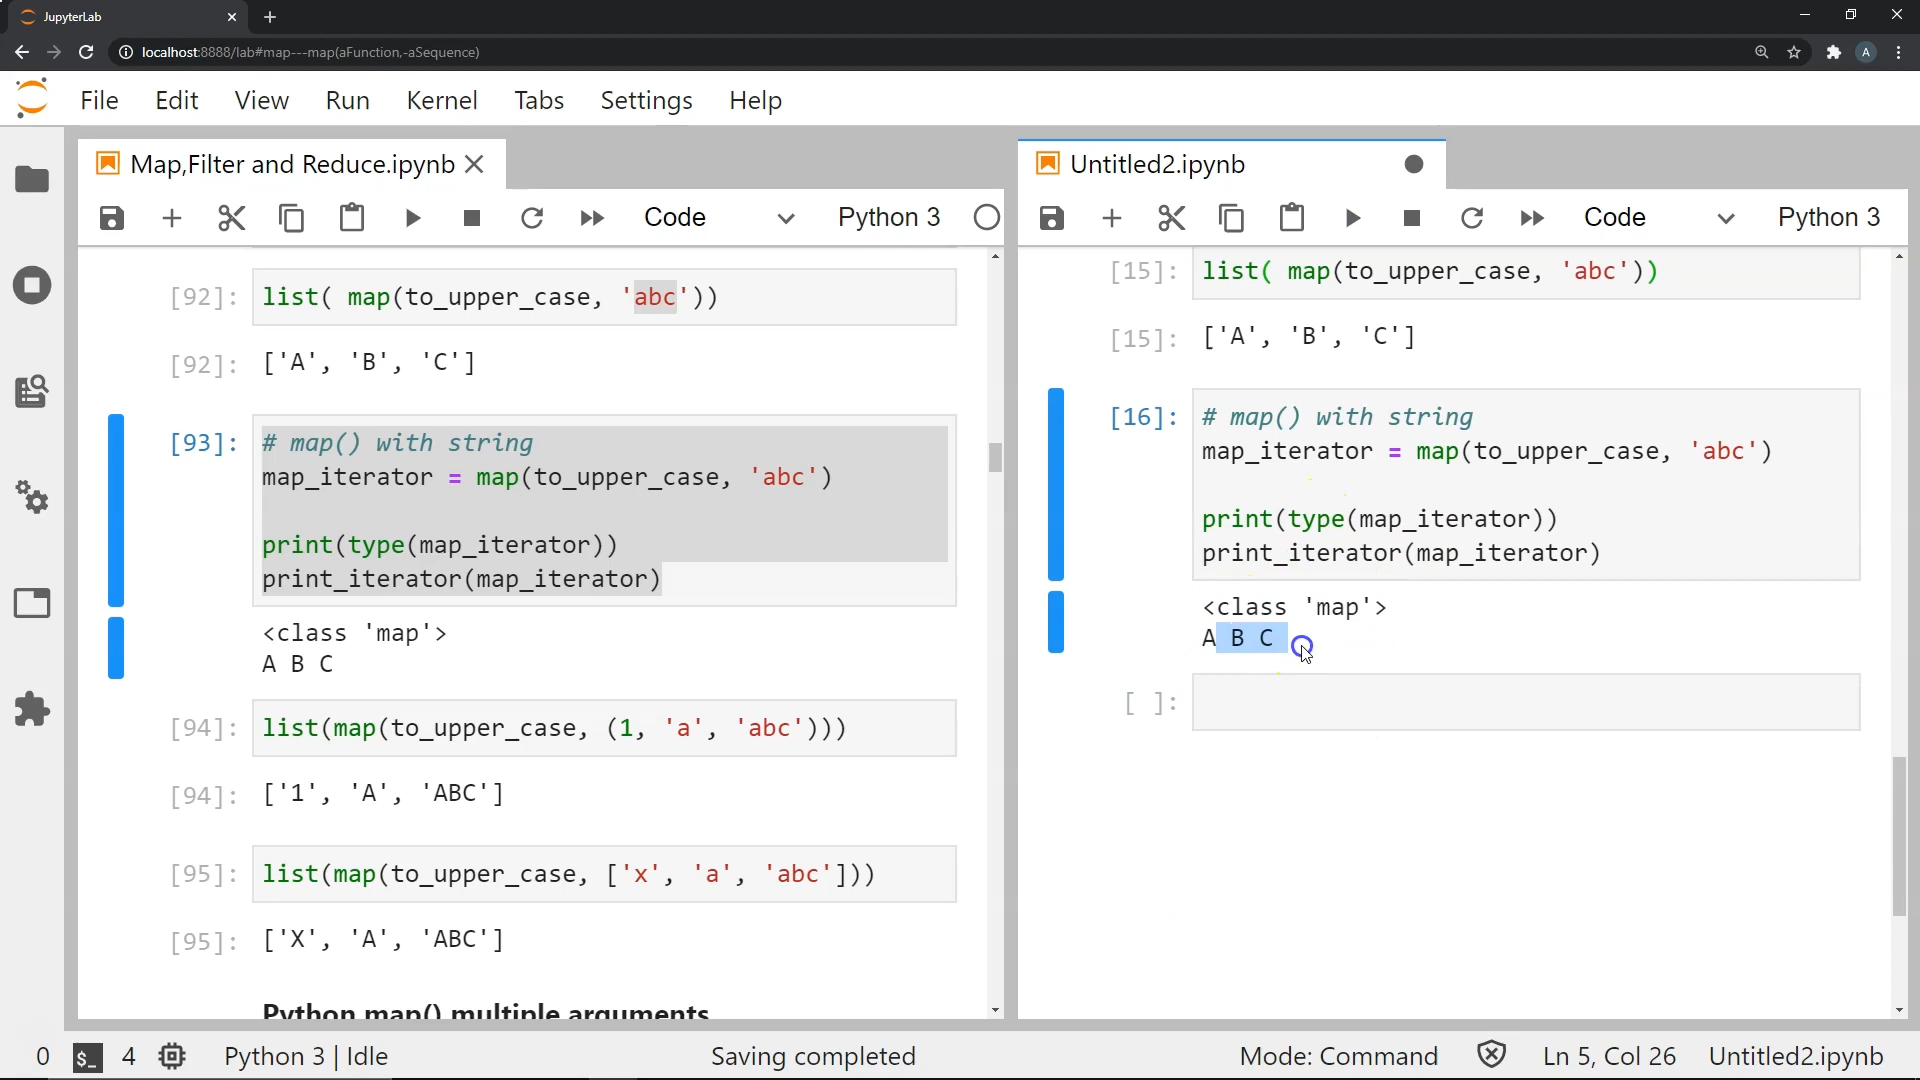 JupyterLab
localhost:8888/lab#map---map(aFunction,-aSequence)
A
File Edit View Run Kernel Tabs Settings Help
Map,Filter and Reduce.ipynb
Code
Python 3
[92]: list( map(to_upper_case, 'abc'))
[92]: ['A', 'B', 'C']
[93]: # map() with string
map_iterator = map(to_upper_case, 'abc')
print(type(map_iterator))
print_iterator(map_iterator)
<class 'map'>
A B C
[94]: list(map(to_upper_case, (1, 'a', 'abc')))
[94]: ['1', 'A', 'ABC']
[95]: list(map(to_upper_case, ['x', 'a', 'abc']))
[95]: ['X', 'A', 'ABC']
Python map() multiple arguments
Untitled2.ipynb
Code
Python 3
[15]: list( map(to_upper_case, 'abc'))
[15]: ['A', 'B', 'C']
[16]: # map() with string
map_iterator = map(to_upper_case, 'abc')
print(type(map_iterator))
print_iterator(map_iterator)
<class 'map'>
A B C
[ ]:
0 $_ 4 Python 3 | Idle Saving completed Mode: Command Ln 5, Col 26 Untitled2.ipynb